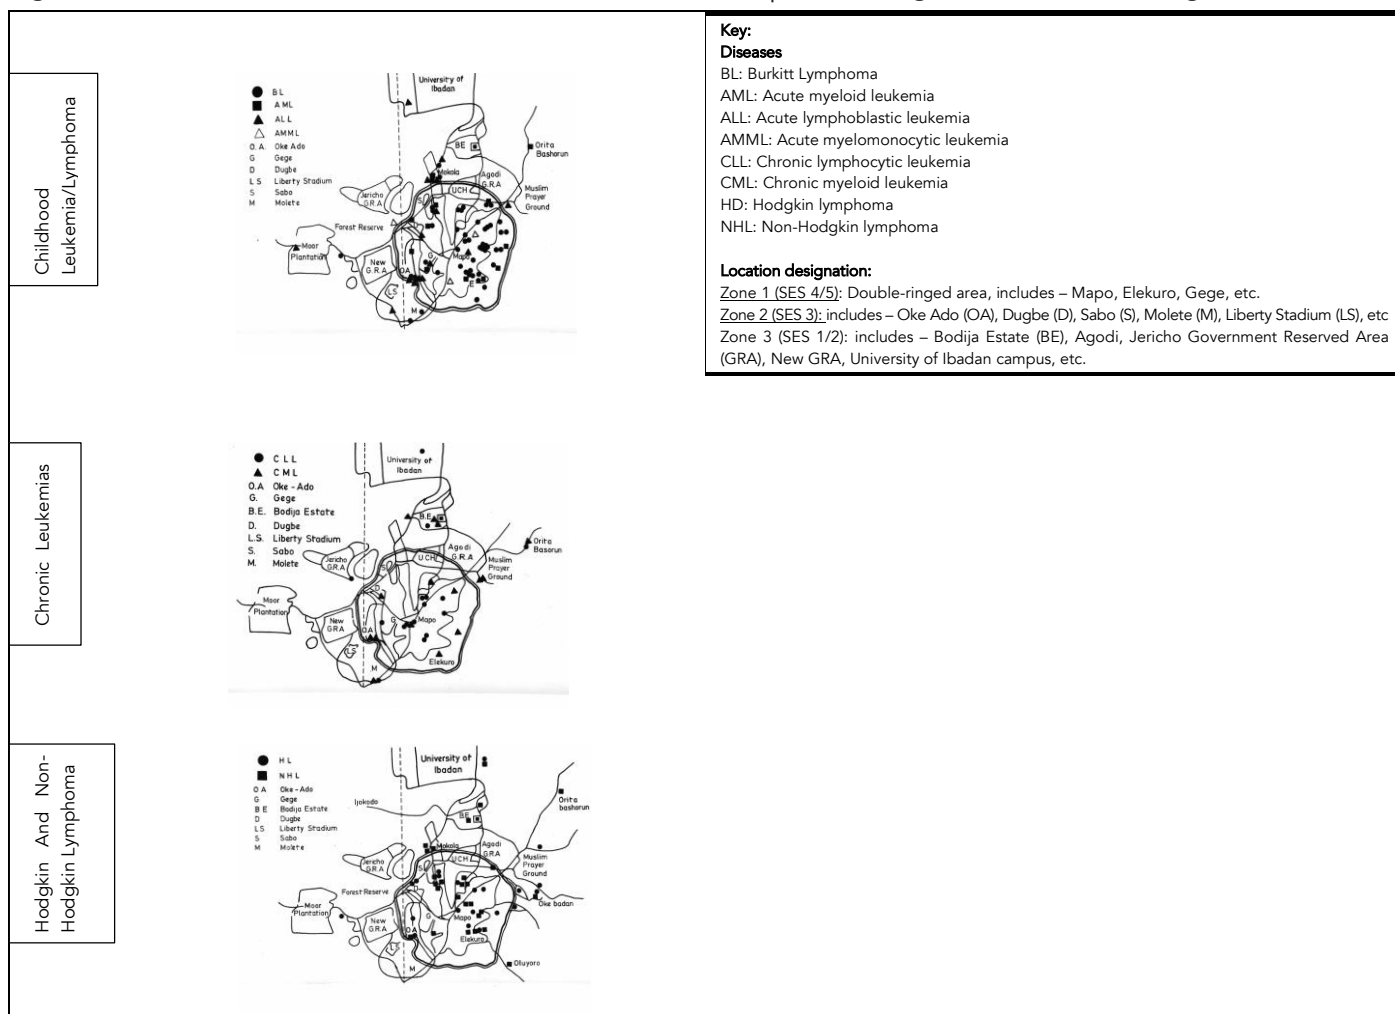 Key:
Diseases
BL: Burkitt Lymphoma
AML: Acute myeloid leukemia
ALL: Acute lymphoblastic leukemia
AMML: Acute myelomonocytic leukemia
CLL: Chronic lymphocytic leukemia
CML: Chronic myeloid leukemia
HD: Hodgkin lymphoma
NHL: Non-Hodgkin lymphoma
Location designation:
Zone 1 (SES 4/5): Double-ringed area, includes – Mapo, Elekuro, Gege, etc.
Zone 2 (SES 3): includes – Oke Ado (OA), Dugbe (D), Sabo (S), Molete (M), Liberty Stadium (LS), etc
Zone 3 (SES 1/2): includes – Bodija Estate (BE), Agodi, Jericho Government Reserved Area
(GRA), New GRA, University of Ibadan campus, etc.
Childhood
Leukemia/Lymphoma
BL
AML
ALL
AMML
O.A. Oke Ado
G Gege
D Dugbe
L S Liberty Stadium
S Sabo
M Molete
University of
Ibadan
BE
Orita
Bashorun
Mokola
Agodi
G.R.A
UCH
Jericho
G.R.A
S
Muslim
Prayer
Ground
Forest Reserve
Moor
Plantation
New
G.R.A
OA
G
Mapo
E
LS
M
Chronic Leukemias
CLL
CML
O.A Oke - Ado
G. Gege
B.E. Bodija Estate
D. Dugbe
L.S. Liberty Stadium
S. Sabo
M. Molete
University of
Ibadan
B.E
Orita
Basorun
Agodi
G.R.A
UCH
Jericho
G.R.A
S
Muslim
Prayer
Ground
D
Moor
Plantation
New
G.R.A
O.A
G
Mapo
Elekuro
LS
M
Hodgkin And Non-
Hodgkin Lymphoma
HL
NHL
O A Oke - Ado
G Gege
B E Bodija Estate
D Dugbe
LS Liberty Stadium
S Sabo
M Molete
University of
Ibadan
Ijokodo
B.E
Orita
bashorun
Mokola
Agodi
G.R.A
UCH
Jericho
G.R.A
S
Muslim
Prayer
Ground
Forest Reserve
D
Oke badan
Moor
Plantation
New
G.R.A
OA
G
Mapo
Elekuro
LS
M
Oluyoro